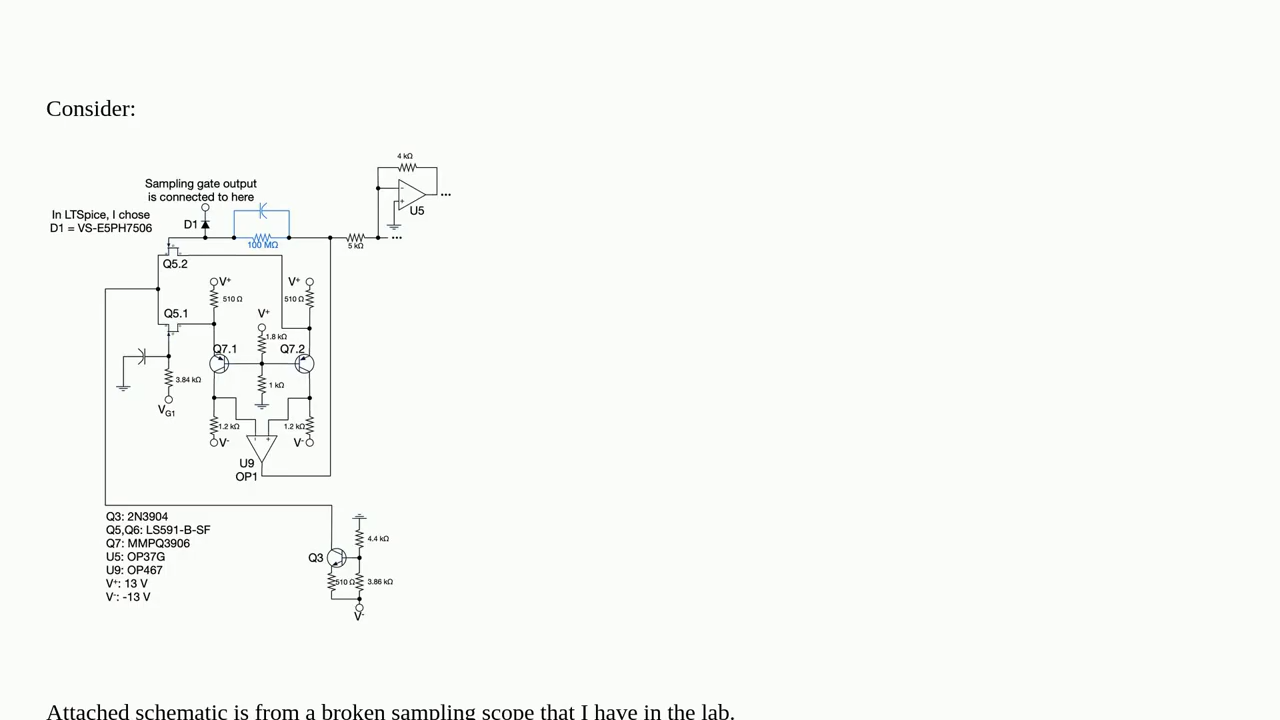 Consider:
4 kΩ
Sampling gate output
is connected to here
In LTSpice, I chose
D1 = VS-E5PH7506
D1
-
+
U5
•••
100 MΩ
5 kΩ
•••
Q5.2
V+
510 Ω
V+
510 Ω
Q5.1
V+
1.8 kΩ
Q7.1
Q7.2
3.84 kΩ
1 kΩ
VG1
1.2 kΩ
1.2 kΩ
V-
V-
-
+
U9
OP1
Q3: 2N3904
Q5,Q6: LS591-B-SF
Q7: MMPQ3906
U5: OP37G
U9: OP467
V+: 13 V
V-: -13 V
4.4 kΩ
Q3
510 Ω
3.86 kΩ
V-
Attached schematic is from a broken sampling scope that I have in the lab.